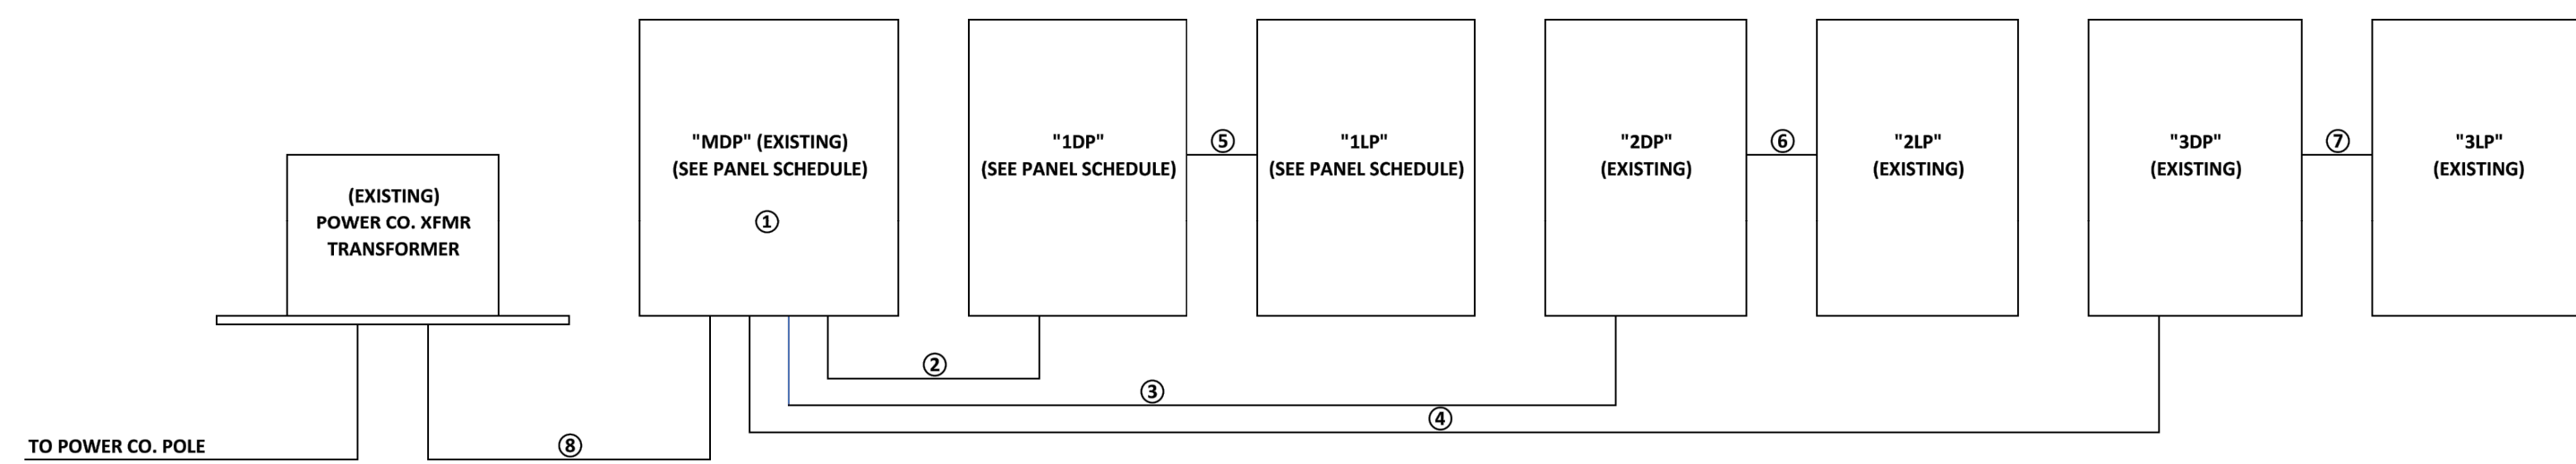 (EXISTING)
POWER CO. XFMR
TRANSFORMER
"MDP" (EXISTING)
(SEE PANEL SCHEDULE)
①
"1DP"
(SEE PANEL SCHEDULE)
⑤
"1LP"
(SEE PANEL SCHEDULE)
"2DP"
(EXISTING)
⑥
"2LP"
(EXISTING)
"3DP"
(EXISTING)
⑦
"3LP"
(EXISTING)
②
③
④
TO POWER CO. POLE
⑧